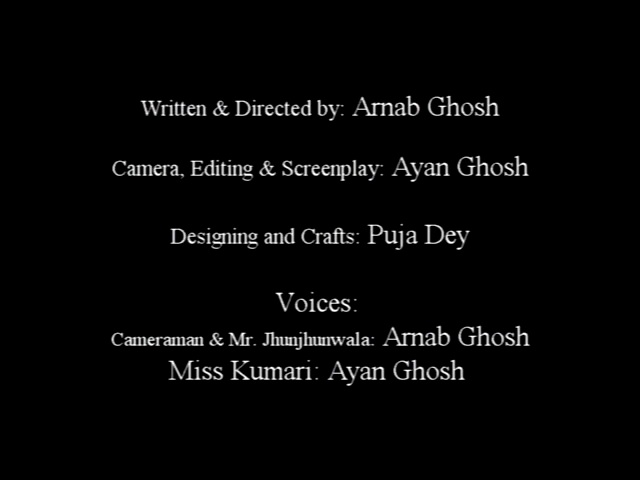 Written & Directed by: Arnab Ghosh
Camera, Editing & Screenplay: Ayan Ghosh
Designing and Crafts: Puja Dey
Voices:
Cameraman & Mr. Jhunjhunwala: Arnab Ghosh
Miss Kumari: Ayan Ghosh